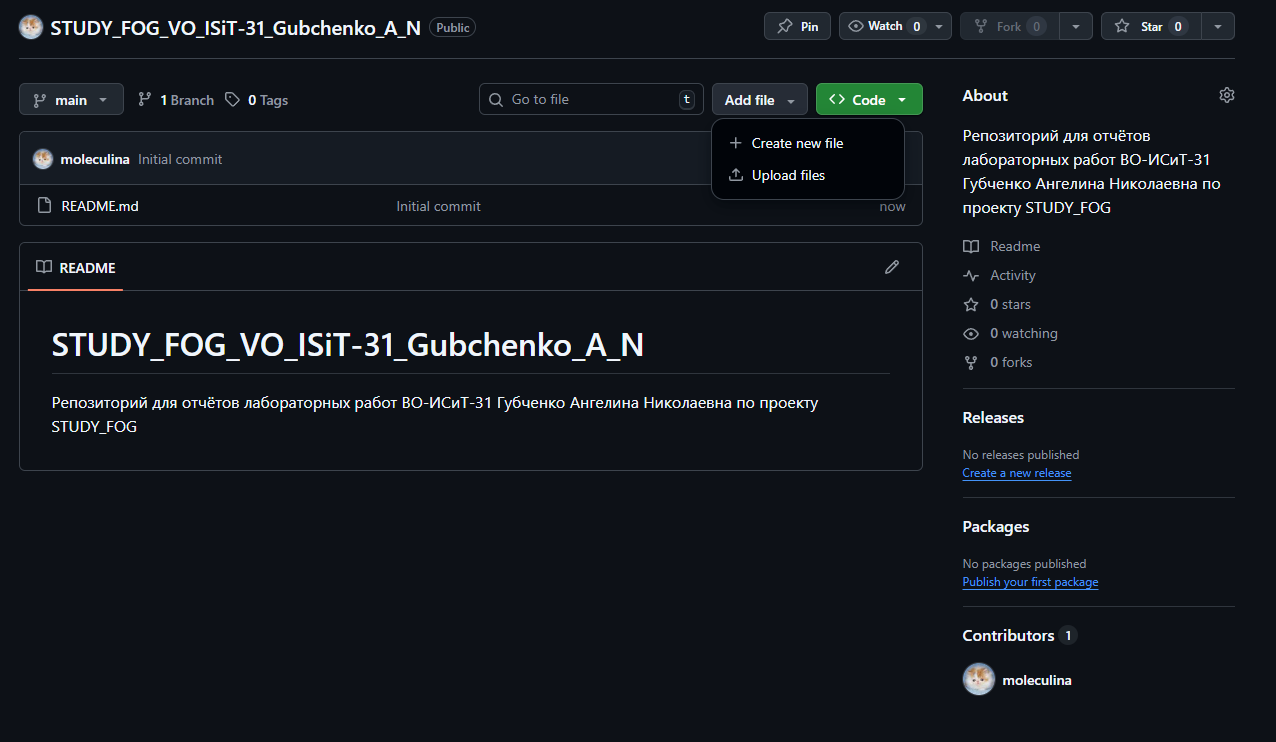 STUDY_FOG_VO_ISiT-31_Gubchenko_A_N Public Pin Watch 0 Fork 0 Star 0
main 1 Branch 0 Tags Go to file t Add file <> Code
Create new file
Upload files
moleculina Initial commit
README.md Initial commit now
README
STUDY_FOG_VO_ISiT-31_Gubchenko_A_N
Репозиторий для отчётов лабораторных работ ВО-ИСиТ-31 Губченко Ангелина Николаевна по проекту
STUDY_FOG
About
Репозиторий для отчётов
лабораторных работ ВО-ИСиТ-31
Губченко Ангелина Николаевна по
проекту STUDY_FOG
Readme
Activity
0 stars
0 watching
0 forks
Releases
No releases published
Create a new release
Packages
No packages published
Publish your first package
Contributors 1
moleculina